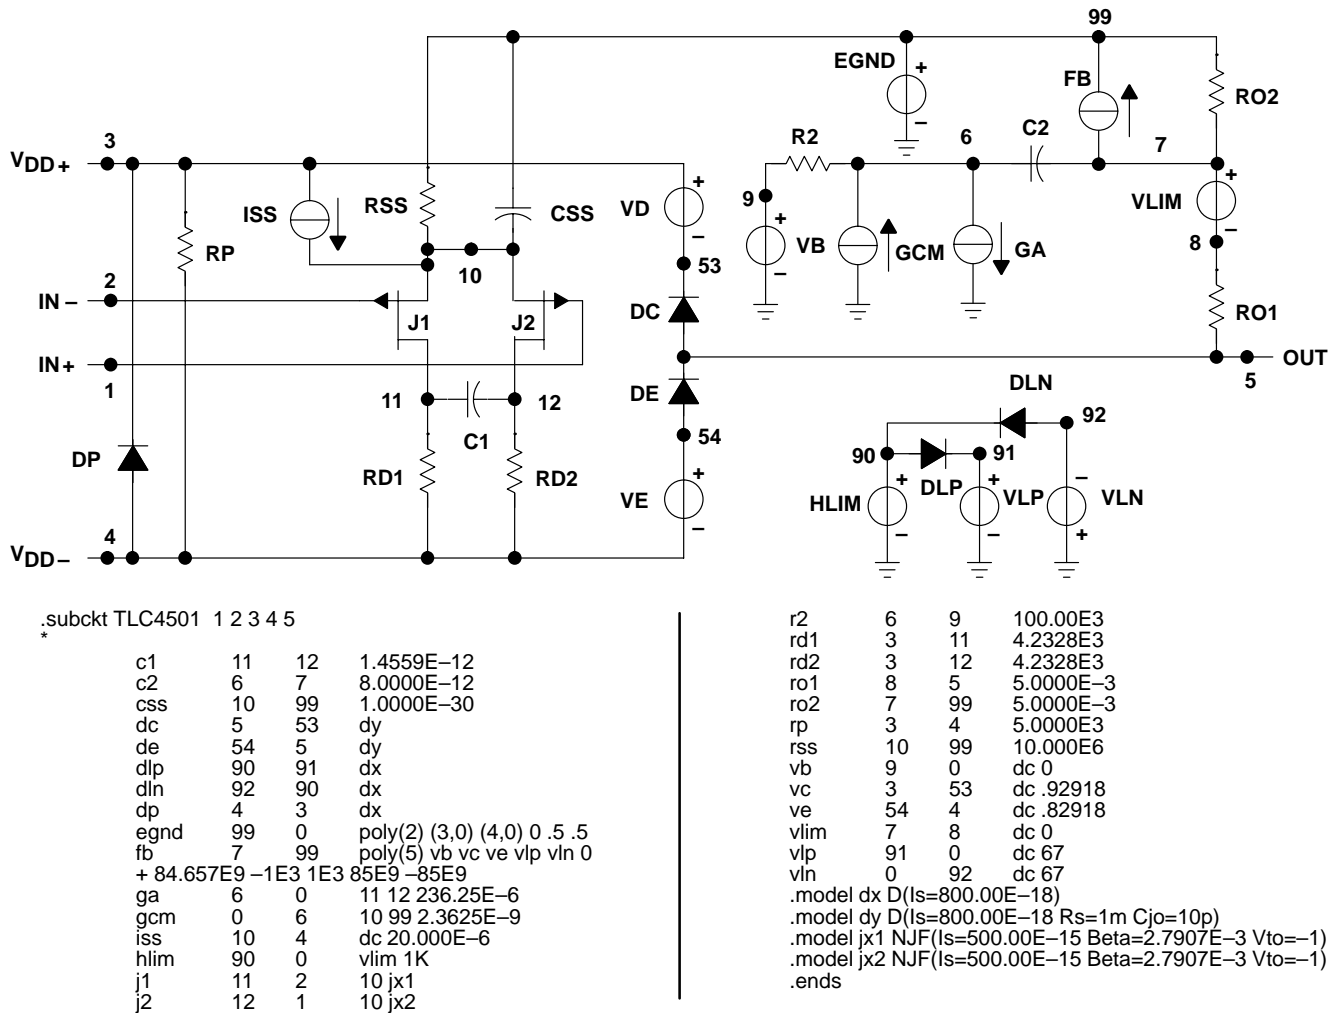 99
EGND
+
FB
RO2
–
3
VDD+
R2
6
C2
7
+
VD
–
9
+
VB
–
GCM
GA
+
VLIM
–
8
ISS
RSS
CSS
RP
10
53
2
IN –
J1
J2
DC
RO1
IN+
1
OUT
5
DE
DLN
92
11
12
C1
54
90
91
DP
RD1
RD2
+
VE
–
+
HLIM
–
DLP
+
VLP
–
–
VLN
+
4
VDD–
.subckt TLC4501 1 2 3 4 5
*
c1 11 12 1.4559E–12
c2 6 7 8.0000E–12
css 10 99 1.0000E–30
dc 5 53 dy
de 54 5 dy
dlp 90 91 dx
dln 92 90 dx
dp 4 3 dx
egnd 99 0 poly(2) (3,0) (4,0) 0 .5 .5
fb 7 99 poly(5) vb vc ve vlp vln 0
+ 84.657E9 –1E3 1E3 85E9 –85E9
ga 6 0 11 12 236.25E–6
gcm 0 6 10 99 2.3625E–9
iss 10 4 dc 20.000E–6
hlim 90 0 vlim 1K
j1 11 2 10 jx1
j2 12 1 10 jx2
r2 6 9 100.00E3
rd1 3 11 4.2328E3
rd2 3 12 4.2328E3
ro1 8 5 5.0000E–3
ro2 7 99 5.0000E–3
rp 3 4 5.0000E3
rss 10 99 10.000E6
vb 9 0 dc 0
vc 3 53 dc .92918
ve 54 4 dc .82918
vlim 7 8 dc 0
vlp 91 0 dc 67
vln 0 92 dc 67
.model dx D(Is=800.00E–18)
.model dy D(Is=800.00E–18 Rs=1m Cjo=10p)
.model jx1 NJF(Is=500.00E–15 Beta=2.7907E–3 Vto=–1)
.model jx2 NJF(Is=500.00E–15 Beta=2.7907E–3 Vto=–1)
.ends